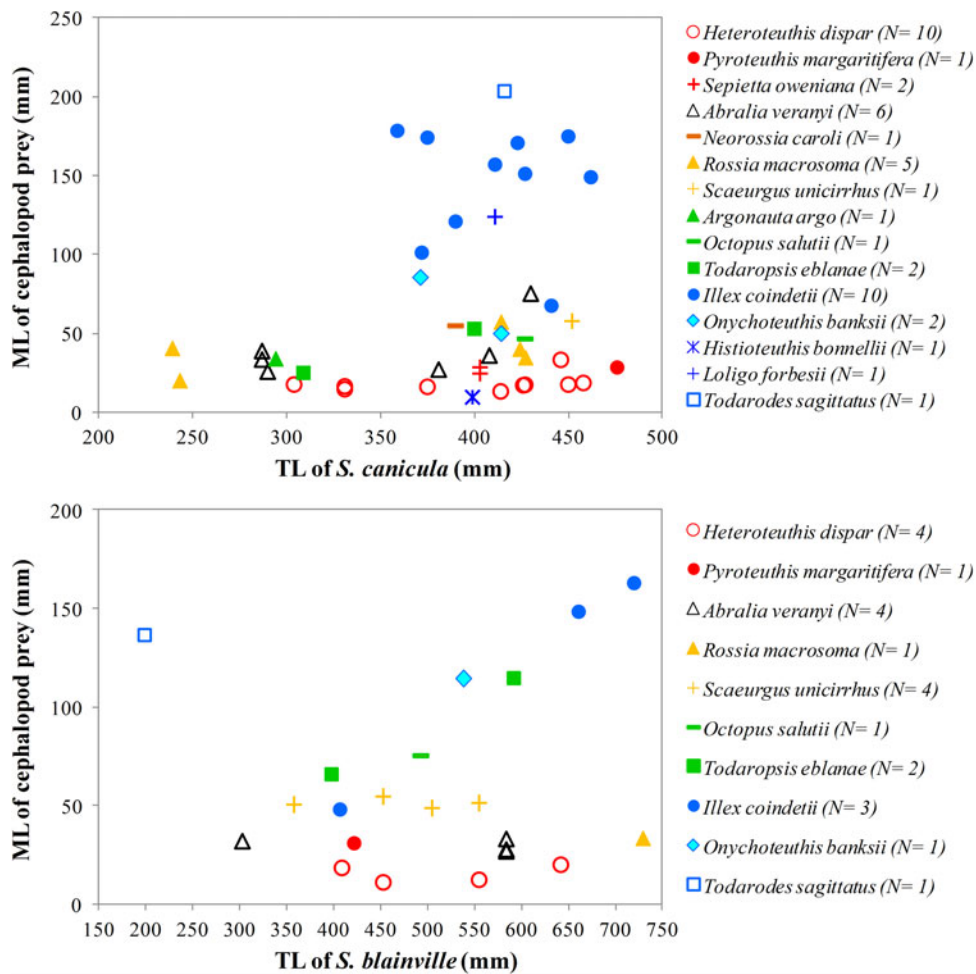 250
200
150
100
50
0
ML of cephalopod prey (mm)
200 250 300 350 400 450 500
TL of S. canicula (mm)
Heteroteuthis dispar (N= 10)
Pyroteuthis margaritifera (N= 1)
Sepietta oweniana (N= 2)
Abralia veranyi (N= 6)
Neorossia caroli (N= 1)
Rossia macrosoma (N= 5)
Scaeurgus unicirrhus (N= 1)
Argonauta argo (N= 1)
Octopus salutii (N= 1)
Todaropsis eblanae (N= 2)
Illex coindetii (N= 10)
Onychoteuthis banksii (N= 2)
Histioteuthis bonnellii (N= 1)
Loligo forbesii (N= 1)
Todarodes sagittatus (N= 1)
200
150
100
50
0
ML of cephalopod prey (mm)
150 200 250 300 350 400 450 500 550 600 650 700 750
TL of S. blainville (mm)
Heteroteuthis dispar (N= 4)
Pyroteuthis margaritifera (N= 1)
Abralia veranyi (N= 4)
Rossia macrosoma (N= 1)
Scaeurgus unicirrhus (N= 4)
Octopus salutii (N= 1)
Todaropsis eblanae (N= 2)
Illex coindetii (N= 3)
Onychoteuthis banksii (N= 1)
Todarodes sagittatus (N= 1)